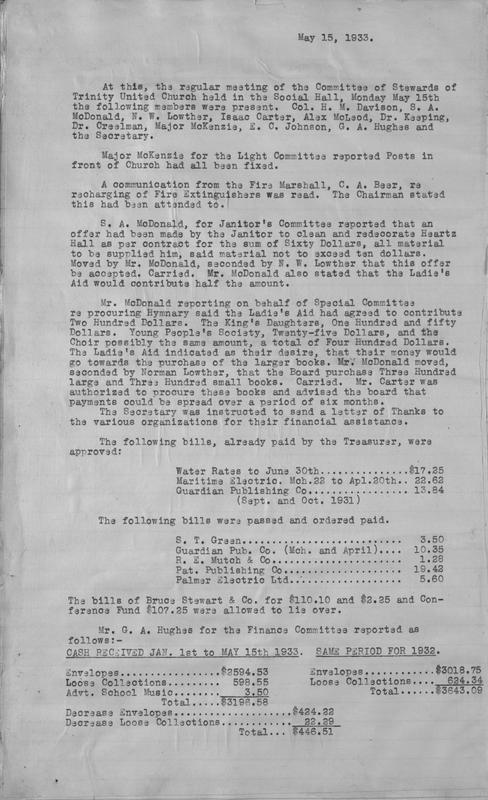 May 15, 1933.
At this, the regular meeting of the Committee of Stewards of
Trinity United Church held in the Social Hall, Monday May 15th
the following members were present. Col. H. M. Davison, S. A.
McDonald, N. W. Lowther, Isaac Carter, Alex McLeod, Dr. Keeping,
Dr. Creelman, Major McKenzie, E. C. Johnson, G. A. Hughes and
the Secretary.
Major McKenzie for the Light Committee reported Posts in
front of Church had all been fixed.
A communication from the Fire Marshall, C. A. Beer, re
recharging of Fire Extinguishers was read. The Chairman stated
this had been attended to.
S. A. McDonald, for Janitor's Committee reported that an
offer had been made by the Janitor to clean and redecorate Heartz
Hall as per contract for the sum of Sixty Dollars, all material
to be supplied him, said material not to exceed ten dollars.
Moved by Mr. McDonald, seconded by N. W. Lowther that this offer
be accepted. Carried. Mr. McDonald also stated that the Ladie's
Aid would contribute half the amount.
Mr. McDonald reporting on behalf of Special Committee
re procuring Hymnary said the Ladie's Aid had agreed to contribute
Two Hundred Dollars. The King's Daughters, One Hundred and fifty
Dollars. Young People's Society, Twenty-five Dollars, and the
Choir possibly the same amount, a total of Four Hundred Dollars.
The Ladie's Aid indicated as their desire, that their money would
go towards the purchase of the larger books. Mr. McDonald moved,
seconded by Norman Lowther, that the Board purchase Three Hundred
large and Three Hundred small books. Carried. Mr. Carter was
authorized to procure these books and advised the board that
payments could be spread over a period of six months.
The Secretary was instructed to send a letter of Thanks to
the various organizations for their financial assistance.
The following bills, already paid by the Treasurer, were
approved:
Water Rates to June 30th..............$17.25
Maritime Electric. Mch.22 to Apl.20th.. 22.62
Guardian Publishing Co................ 13.84
(Sept. and Oct. 1931)
The following bills were passed and ordered paid.
S. T. Green......................... 3.50
Guardian Pub. Co. (Mch. and April).... 10.35
R. E. Mutch & Co..................... 1.28
Pat. Publishing Co................... 19.42
Palmer Electric Ltd.................. 5.60
The bills of Bruce Stewart & Co. for $110.10 and $2.25 and Con-
ference Fund $107.25 were allowed to lie over.
Mr. G. A. Hughes for the Finance Committee reported as
follows:-
CASH RECEIVED JAN. 1st to MAY 15th 1933. SAME PERIOD FOR 1932.
Envelopes................$2594.53 Envelopes...........$3018.75
Loose Collections........ 598.55 Loose Collections.... 624.34
Advt. School Music....... 3.50 Total......$3643.09
Total.....$3196.58
Decrease Envelopes...................$424.22
Decrease Loose Collections............ 22.29
Total... $446.51